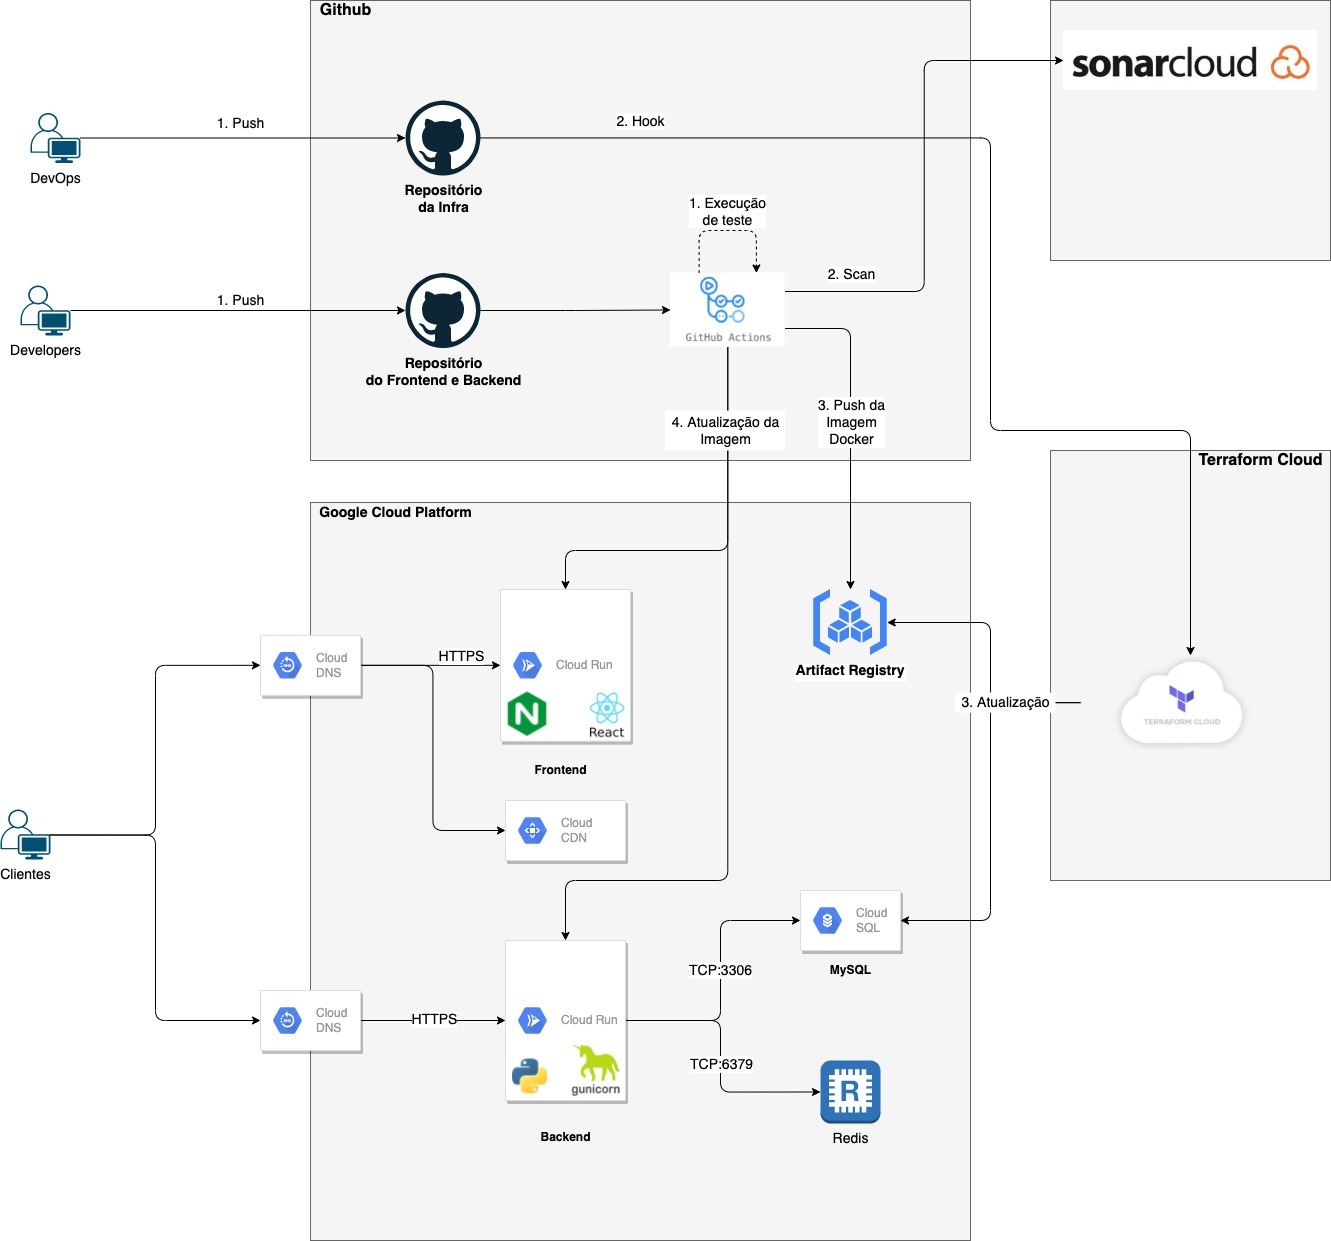 Github
sonarcloud
1. Push
2. Hook
DevOps
Repositório
da Infra
1. Execução
de teste
2. Scan
1. Push
GitHub Actions
Developers
Repositório
do Frontend e Backend
3. Push da
Imagem
Docker
4. Atualização da
Imagem
Terraform Cloud
Google Cloud Platform
Cloud
DNS
HTTPS
Cloud Run
Artifact Registry
N
React
3. Atualização
TERRAFORM CLOUD
Frontend
Cloud
CDN
Clientes
Cloud
SQL
TCP:3306
MySQL
Cloud
DNS
HTTPS
Cloud Run
gunicorn
TCP:6379
R
Backend
Redis